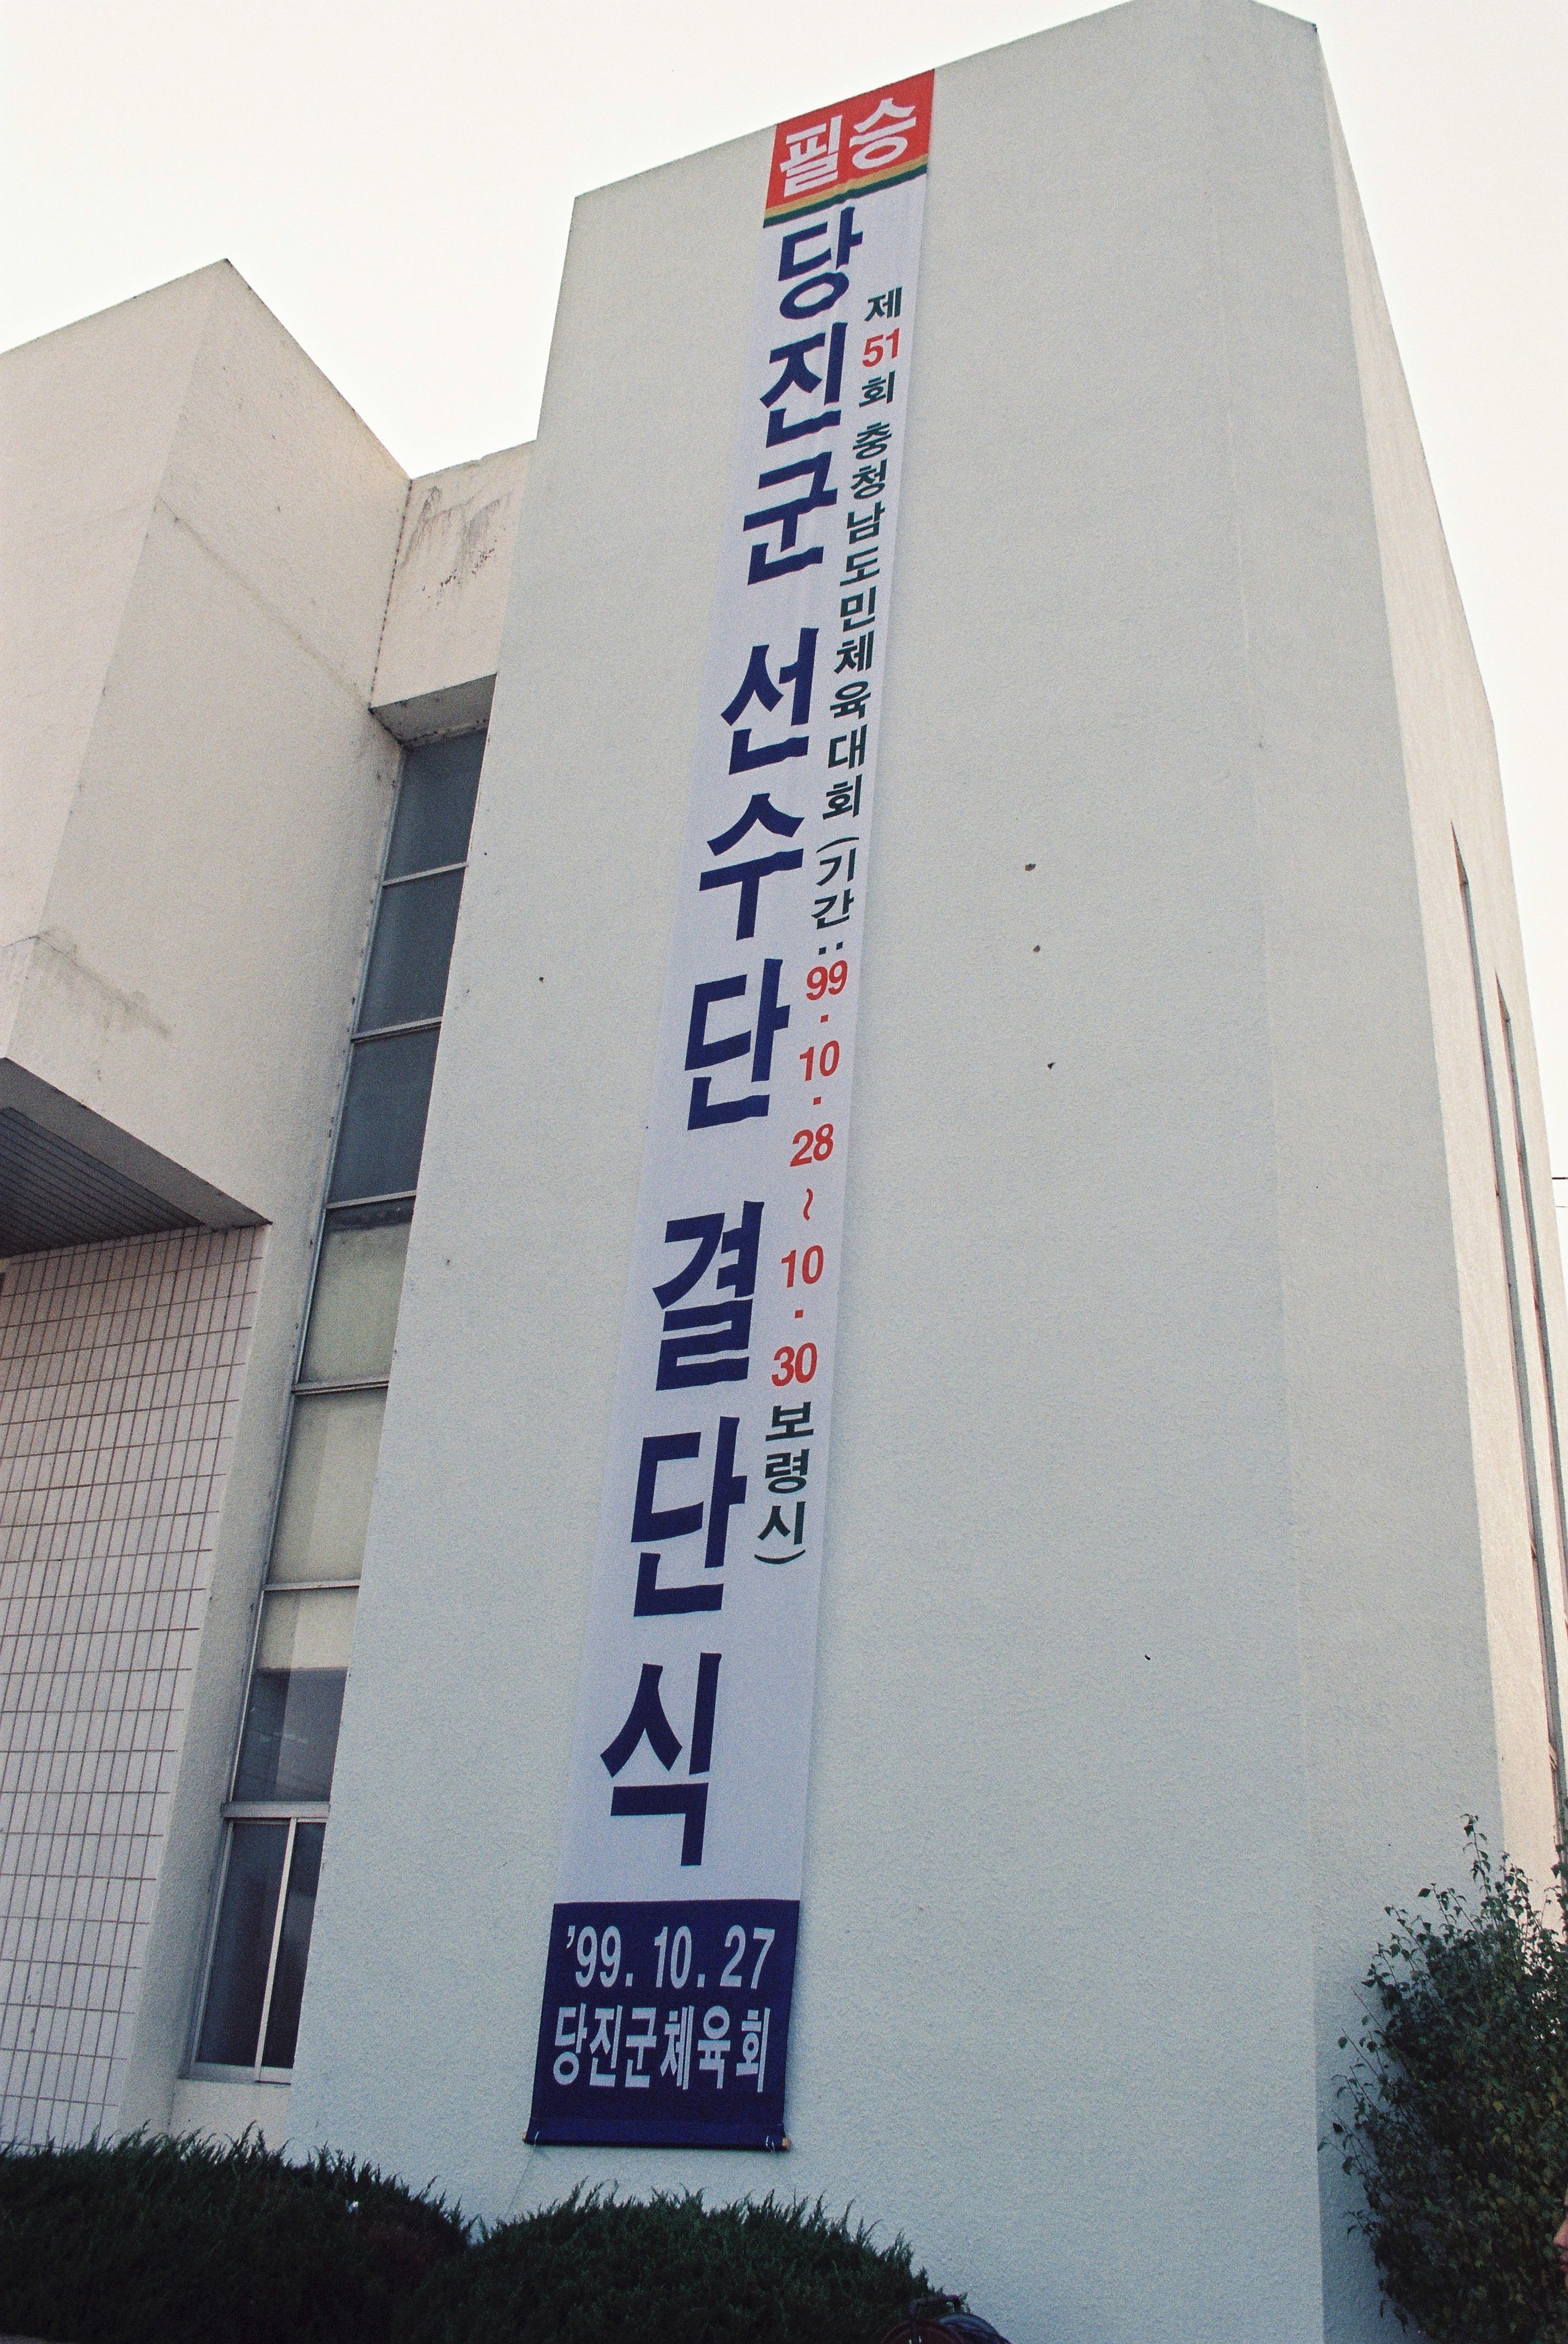 필승
당진군 선수단 결단식
제51회 충청남도민체육대회 (기간:'99.10.28~10.30 보령시)
'99.10.27
당진군체육회